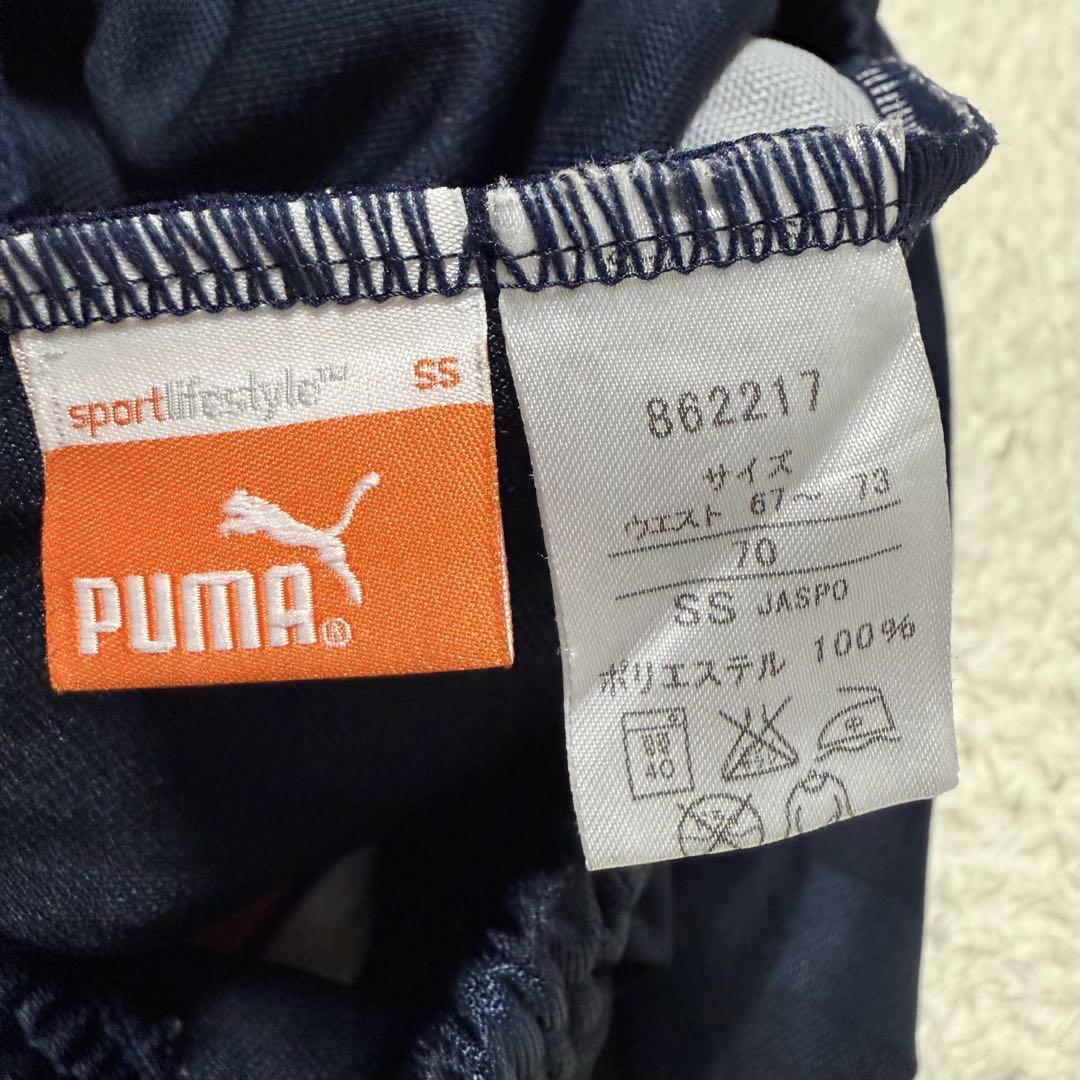 sportlifestyle™ SS
PUMA®
862217
サイズ
ウエスト 67～ 73
70
SS JASPO
ポリエステル 100%
40
中